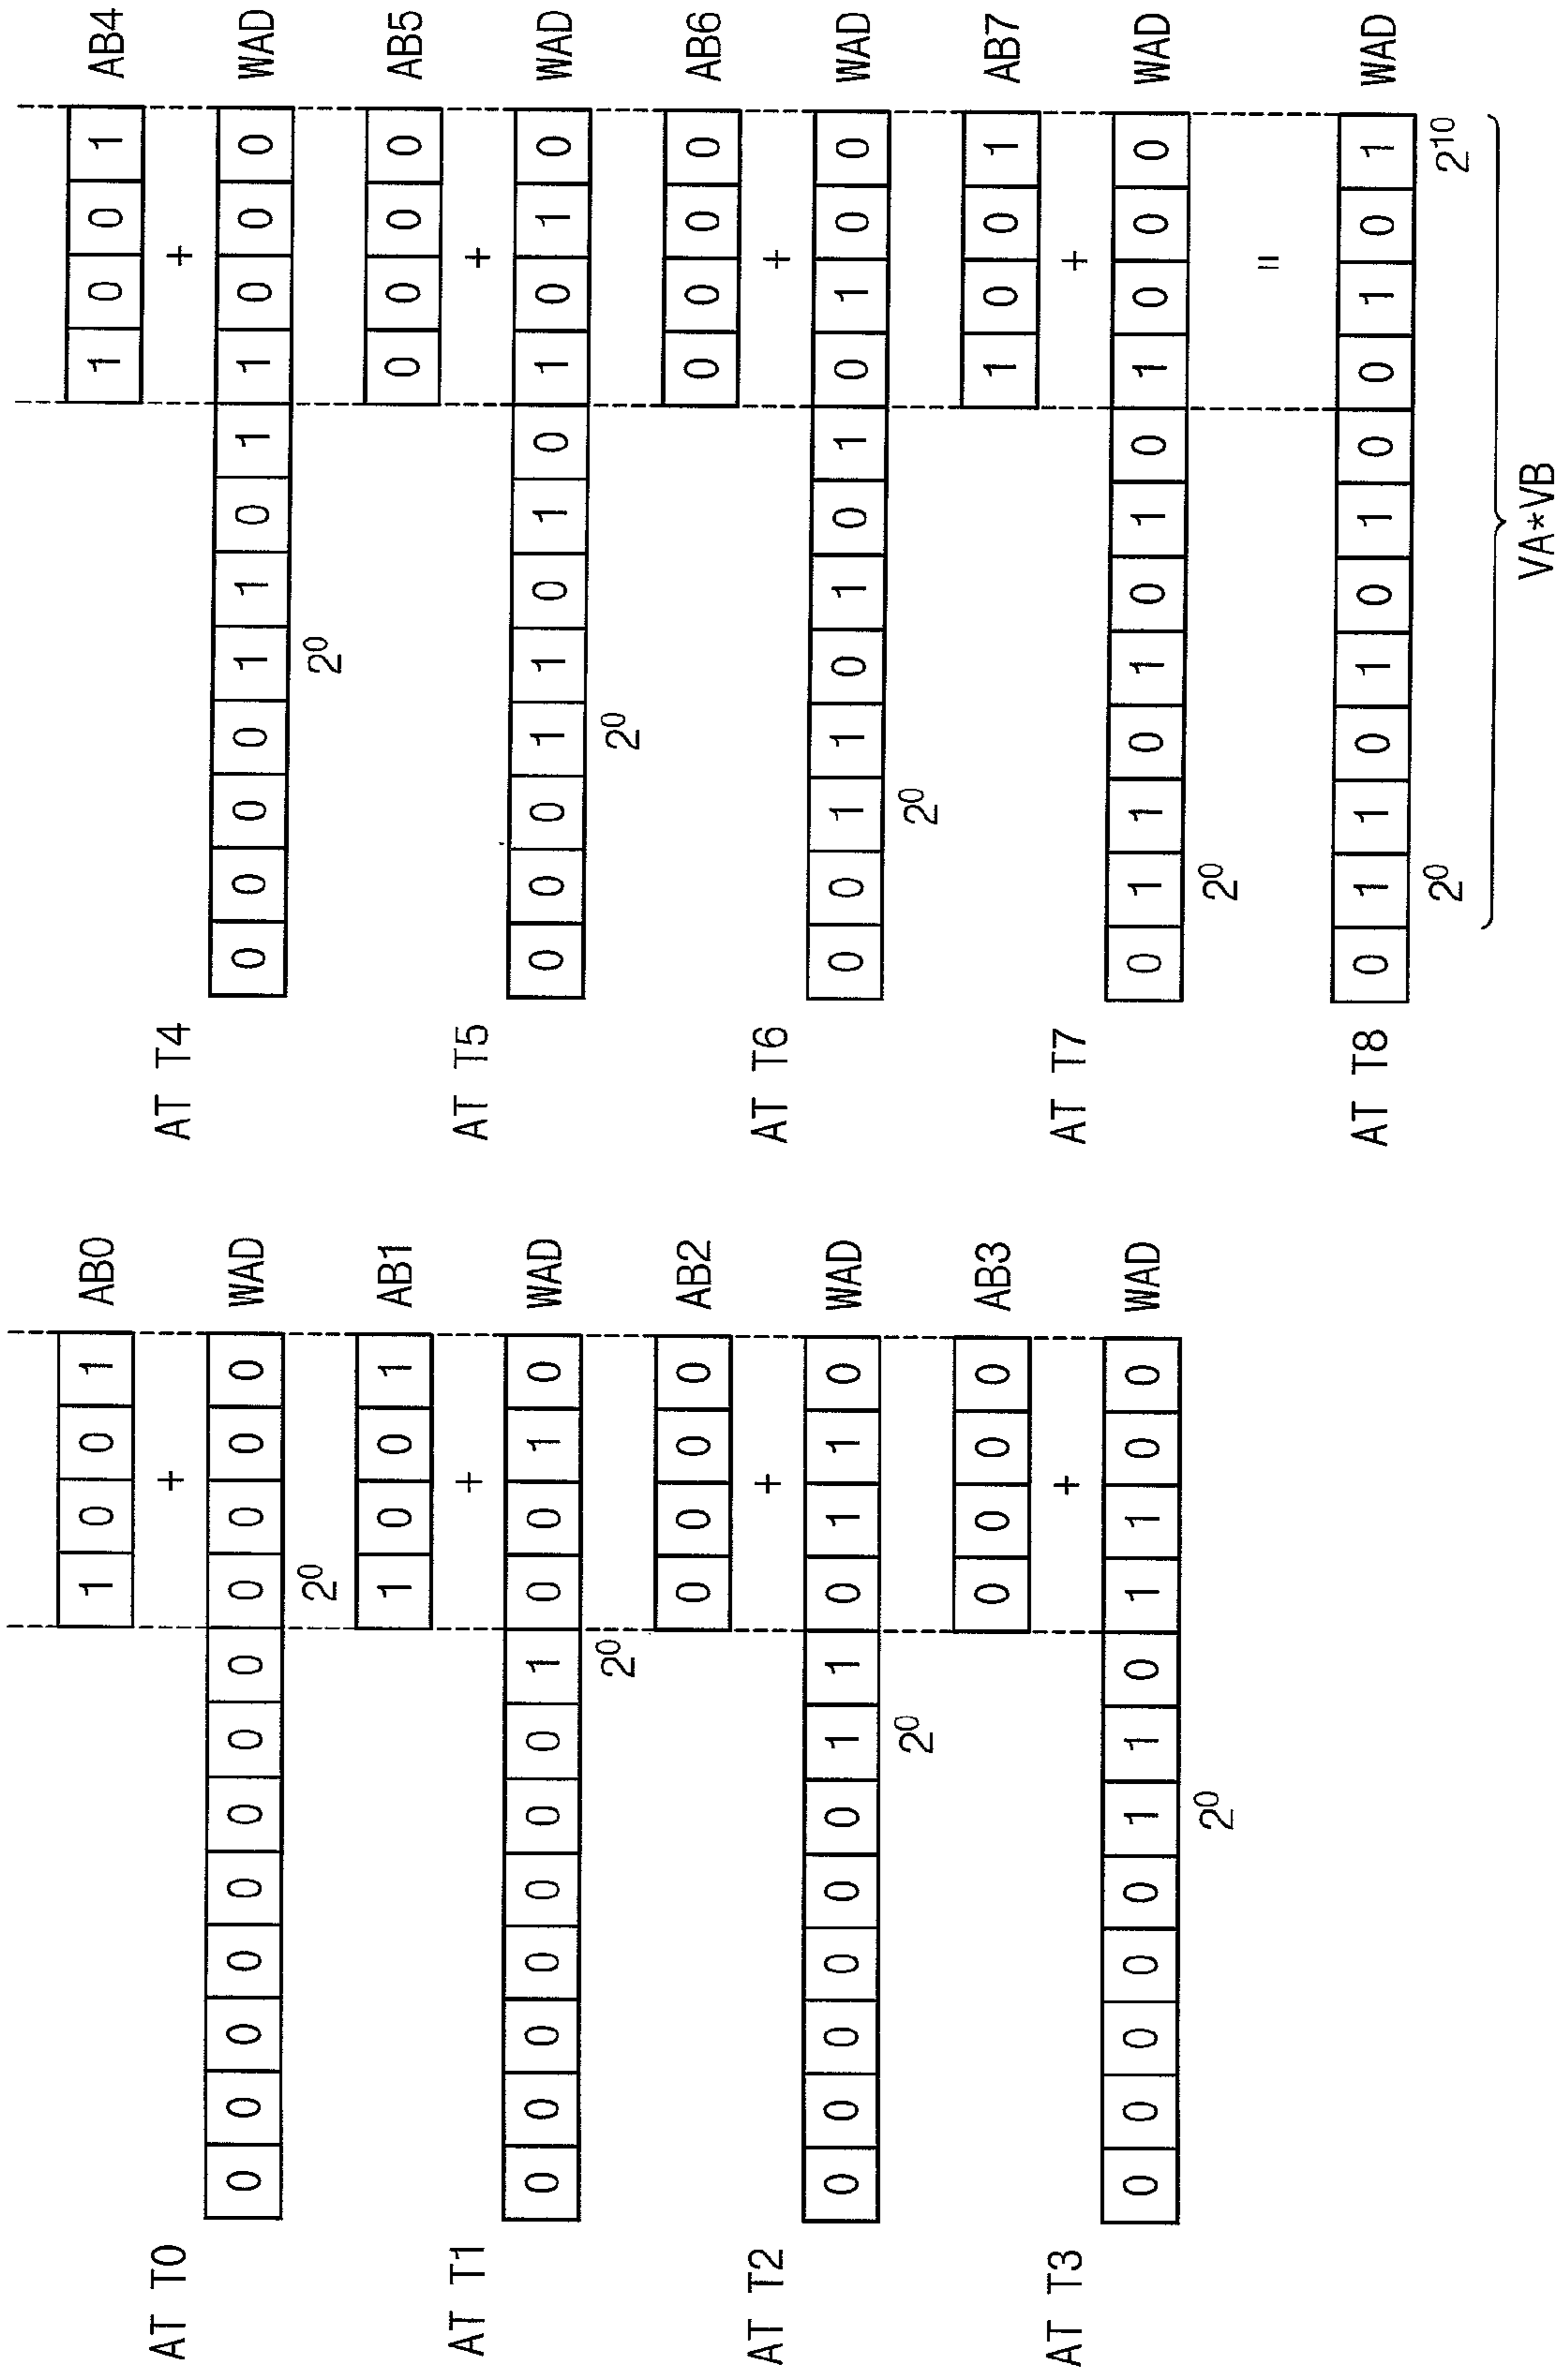 1 0 0 1 AB0
AT T0 +
0 0 0 0 0 0 0 0 0 0 0 0 WAD
2⁰
1 0 0 1 AB1
AT T1 +
0 0 0 0 0 0 0 1 0 0 1 0 WAD
2⁰
0 0 0 0 AB2
AT T2 +
0 0 0 0 0 0 1 1 0 1 1 0 WAD
2⁰
0 0 0 0 AB3
AT T3 +
0 0 0 0 0 1 1 0 1 1 0 0 WAD
2⁰
1 0 0 1 AB4
AT T4 +
0 0 0 0 1 1 0 1 1 0 0 0 WAD
2⁰
0 0 0 0 AB5
AT T5 +
0 0 0 1 1 0 1 0 1 0 1 0 WAD
2⁰
0 0 0 0 AB6
AT T6 +
0 0 1 1 0 1 0 1 0 1 0 0 WAD
2⁰
1 0 0 1 AB7
AT T7 +
0 1 1 0 1 0 1 0 1 0 0 0 WAD
2⁰
=
AT T8 0 1 1 0 1 0 1 0 0 1 0 1 WAD
2⁰ 2¹⁰
VA*VB